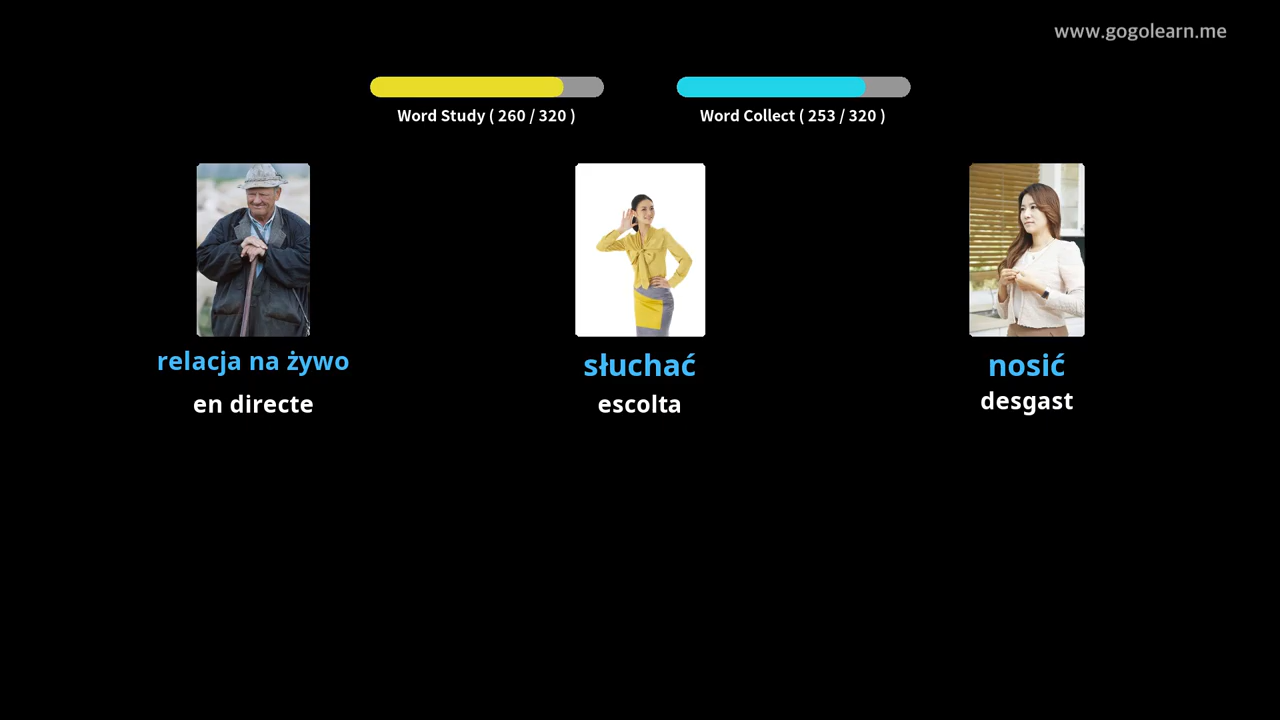 www.gogolearn.me
Word Study ( 260 / 320 )
Word Collect ( 253 / 320 )
relacja na żywo
en directe
słuchać
escolta
nosić
desgast